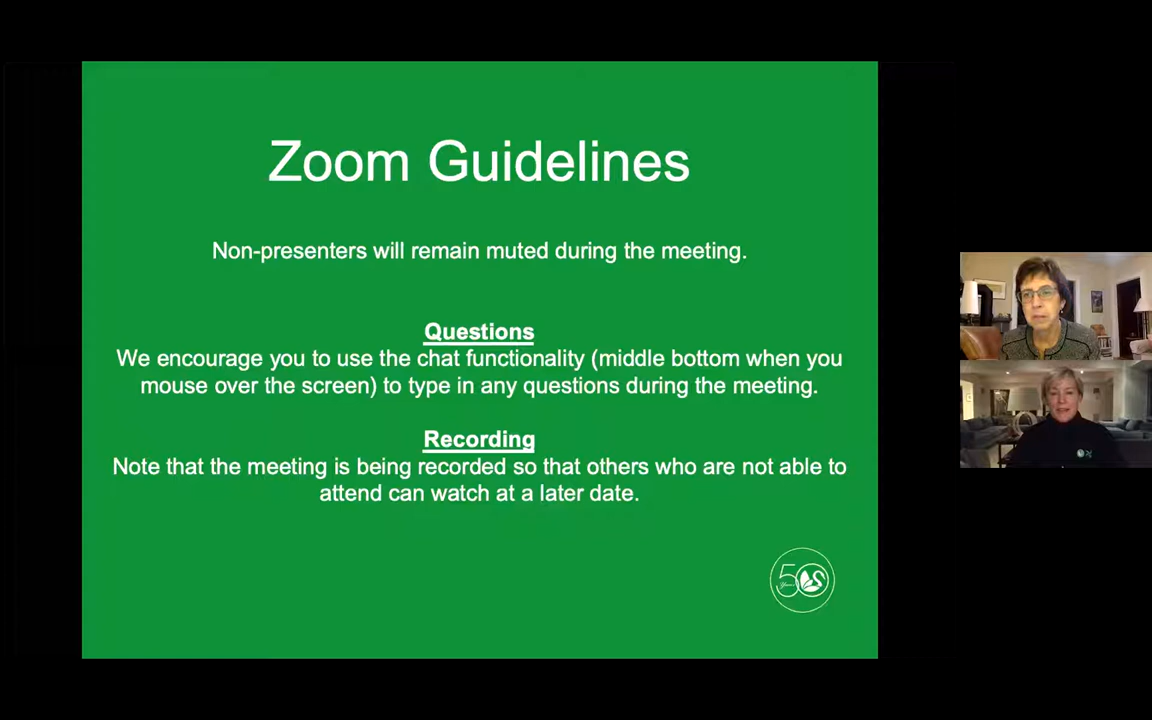 Zoom Guidelines
Non-presenters will remain muted during the meeting.
Questions
We encourage you to use the chat functionality (middle bottom when you
mouse over the screen) to type in any questions during the meeting.
Recording
Note that the meeting is being recorded so that others who are not able to
attend can watch at a later date.
50
Years